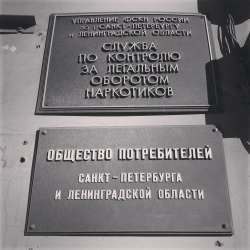 УПРАВЛЕНИЕ ФСКН РОССИИ
ПО Г. САНКТ-ПЕТЕРБУРГУ
И ЛЕНИНГРАДСКОЙ ОБЛАСТИ
СЛУЖБА
ПО КОНТРОЛЮ
ЗА ЛЕГАЛЬНЫМ
ОБОРОТОМ
НАРКОТИКОВ
ОБЩЕСТВО ПОТРЕБИТЕЛЕЙ
САНКТ-ПЕТЕРБУРГА
И ЛЕНИНГРАДСКОЙ ОБЛАСТИ